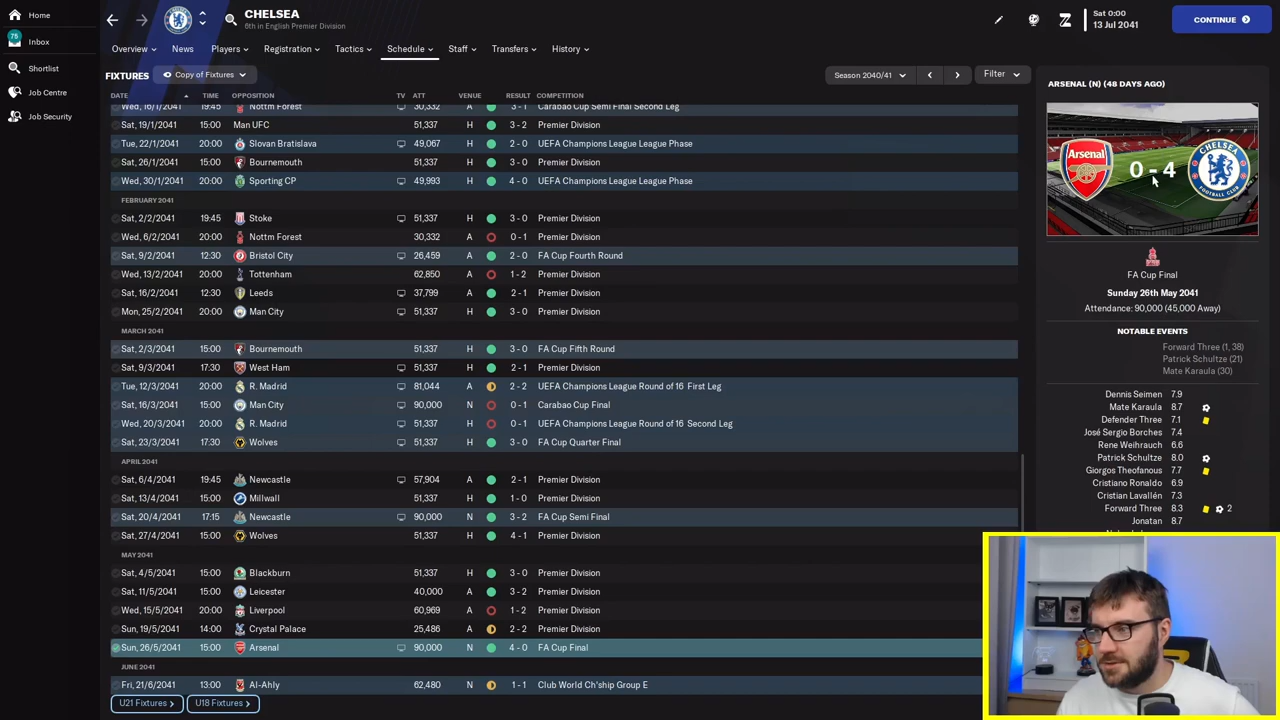 Home
75
Inbox
Shortlist
Job Centre
Job Security
CHELSEA
6th in English Premier Division
Sat 0:00
13 Jul 2041
CONTINUE
Overview
News
Players
Registration
Tactics
Schedule
Staff
Transfers
History
FIXTURES
Copy of Fixtures
Season 2040/41
Filter
DATE TIME OPPOSITION TV ATT VENUE RESULT COMPETITION
Wed, 16/1/2041 19:45 Nottm Forest 30,332 A 3 - 1 Carabao Cup Semi Final Second Leg
Sat, 19/1/2041 15:00 Man UFC 51,337 H 3 - 2 Premier Division
Tue, 22/1/2041 20:00 Slovan Bratislava 49,067 H 2 - 0 UEFA Champions League League Phase
Sat, 26/1/2041 15:00 Bournemouth 51,337 H 3 - 1 Premier Division
Wed, 30/1/2041 20:00 Sporting CP 49,993 H 4 - 0 UEFA Champions League League Phase
FEBRUARY 2041
Sat, 2/2/2041 19:45 Stoke 51,337 H 3 - 0 Premier Division
Wed, 6/2/2041 20:00 Nottm Forest 30,332 A 0 - 1 Premier Division
Sat, 9/2/2041 12:30 Bristol City 26,459 A 2 - 0 FA Cup Fourth Round
Wed, 13/2/2041 20:00 Tottenham 62,850 A 1 - 2 Premier Division
Sat, 16/2/2041 12:30 Leeds 37,799 A 2 - 1 Premier Division
Mon, 25/2/2041 20:00 Man City 51,337 H 3 - 0 Premier Division
MARCH 2041
Sat, 2/3/2041 15:00 Bournemouth 51,337 H 3 - 0 FA Cup Fifth Round
Sat, 9/3/2041 17:30 West Ham 51,337 H 2 - 1 Premier Division
Tue, 12/3/2041 20:00 R. Madrid 81,044 A 2 - 2 UEFA Champions League Round of 16 First Leg
Sat, 16/3/2041 15:00 Man City 90,000 N 0 - 1 Carabao Cup Final
Wed, 20/3/2041 20:00 R. Madrid 51,337 H 0 - 1 UEFA Champions League Round of 16 Second Leg
Sat, 23/3/2041 17:30 Wolves 51,337 H 3 - 0 FA Cup Quarter Final
APRIL 2041
Sat, 6/4/2041 19:45 Newcastle 57,904 A 2 - 1 Premier Division
Sat, 13/4/2041 15:00 Millwall 51,337 H 1 - 0 Premier Division
Sat, 20/4/2041 17:15 Newcastle 90,000 N 3 - 2 FA Cup Semi Final
Sat, 27/4/2041 15:00 Wolves 51,337 H 4 - 1 Premier Division
MAY 2041
Sat, 4/5/2041 15:00 Blackburn 51,337 H 3 - 0 Premier Division
Sat, 11/5/2041 15:00 Leicester 40,000 A 3 - 2 Premier Division
Wed, 15/5/2041 20:00 Liverpool 60,969 A 1 - 2 Premier Division
Sun, 19/5/2041 14:00 Crystal Palace 25,486 A 2 - 2 Premier Division
Sun, 26/5/2041 15:00 Arsenal 90,000 N 4 - 0 FA Cup Final
JUNE 2041
Fri, 21/6/2041 13:00 Al-Ahly 62,480 N 1 - 1 Club World Ch'ship Group E
U21 Fixtures
U18 Fixtures
ARSENAL (N) (48 DAYS AGO)
Arsenal
0 - 4
CHELSEA
FOOTBALL CLUB
FA Cup Final
Sunday 26th May 2041
Attendance: 90,000 (45,000 Away)
NOTABLE EVENTS
Forward Three (1, 38)
Patrick Schultze (21)
Mate Karaula (30)
Dennis Seimen 7.9
Mate Karaula 8.7
Defender Three 7.1
José Sergio Borches 7.4
Rene Weihrauch 6.6
Patrick Schultze 8.0
Giorgos Theofanous 7.7
Cristiano Ronaldo 6.9
Cristian Lavallén 7.3
Forward Three 8.3 2
Jonatan 8.7